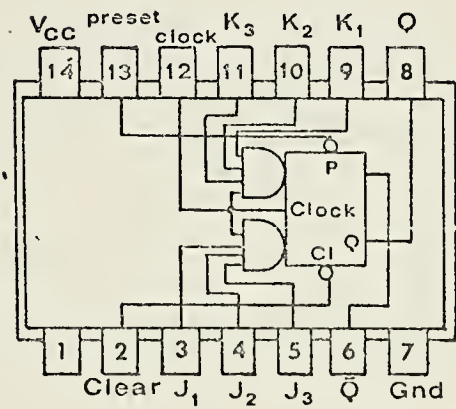 Vcc preset clock K3 K2 K1 Q
14 13 12 11 10 9 8
P
Clock
Q
Cl
1 2 3 4 5 6 7
Clear J1 J2 J3 Q̄ Gnd